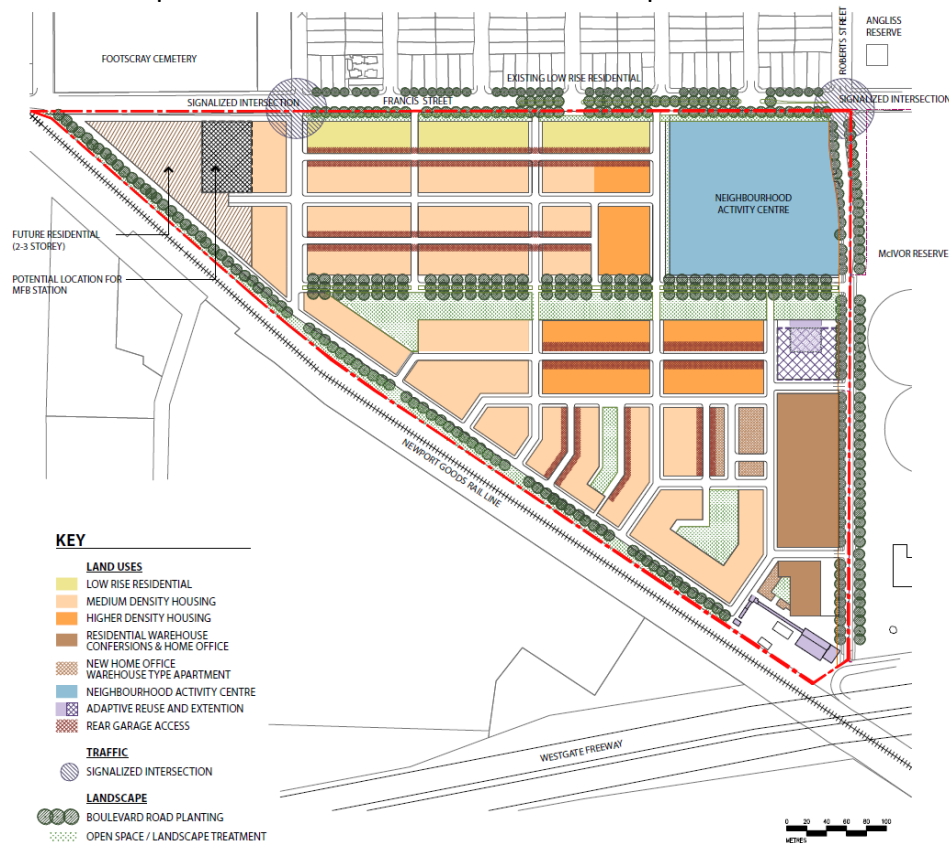 ANGLISS
RESERVE
ROBERTS STREET
FOOTSCRAY CEMETERY
EXISTING LOW RISE RESIDENTIAL
SIGNALIZED INTERSECTION
FRANCIS STREET
SIGNALIZED INTERSECTION
NEIGHBOURHOOD
ACTIVITY CENTRE
FUTURE RESIDENTIAL
(2-3 STOREY)
McIVOR RESERVE
POTENTIAL LOCATION FOR
MFB STATION
NEWPORT GOODS RAIL LINE
KEY
LAND USES
LOW RISE RESIDENTIAL
MEDIUM DENSITY HOUSING
HIGHER DENSITY HOUSING
RESIDENTIAL WAREHOUSE
CONFERSIONS & HOME OFFICE
NEW HOME OFFICE
WAREHOUSE TYPE APARTMENT
NEIGHBOURHOOD ACTIVITY CENTRE
ADAPTIVE REUSE AND EXTENTION
REAR GARAGE ACCESS
TRAFFIC
SIGNALIZED INTERSECTION
LANDSCAPE
BOULEVARD ROAD PLANTING
OPEN SPACE / LANDSCAPE TREATMENT
WESTGATE FREEWAY
0 20 40 60 80 100
METRES